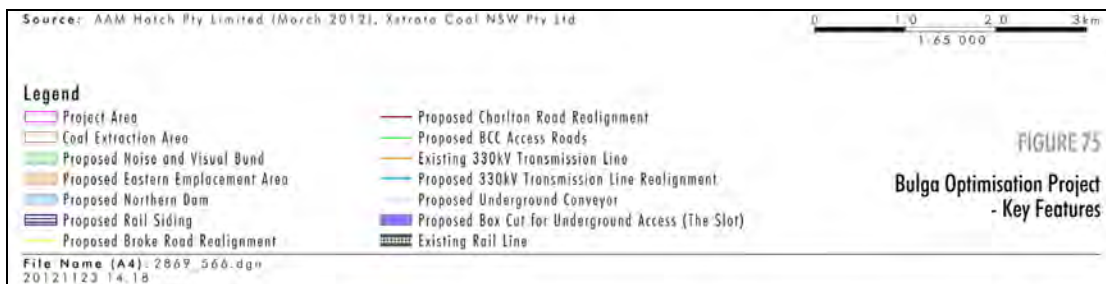 Source: AAM Hatch Pty Limited (March 2012), Xstrata Coal NSW Pty Ltd
0 1.0 2.0 3km
1:65 000
Legend
Project Area
Coal Extraction Area
Proposed Noise and Visual Bund
Proposed Eastern Emplacement Area
Proposed Northern Dam
Proposed Rail Siding
Proposed Broke Road Realignment
Proposed Charlton Road Realignment
Proposed BCC Access Roads
Existing 330kV Transmission Line
Proposed 330kV Transmission Line Realignment
Proposed Underground Conveyor
Proposed Box Cut for Underground Access (The Slot)
Existing Rail Line
FIGURE 75
Bulga Optimisation Project
- Key Features
File Name (A4): 2869_566.dgn
20121123 14.18